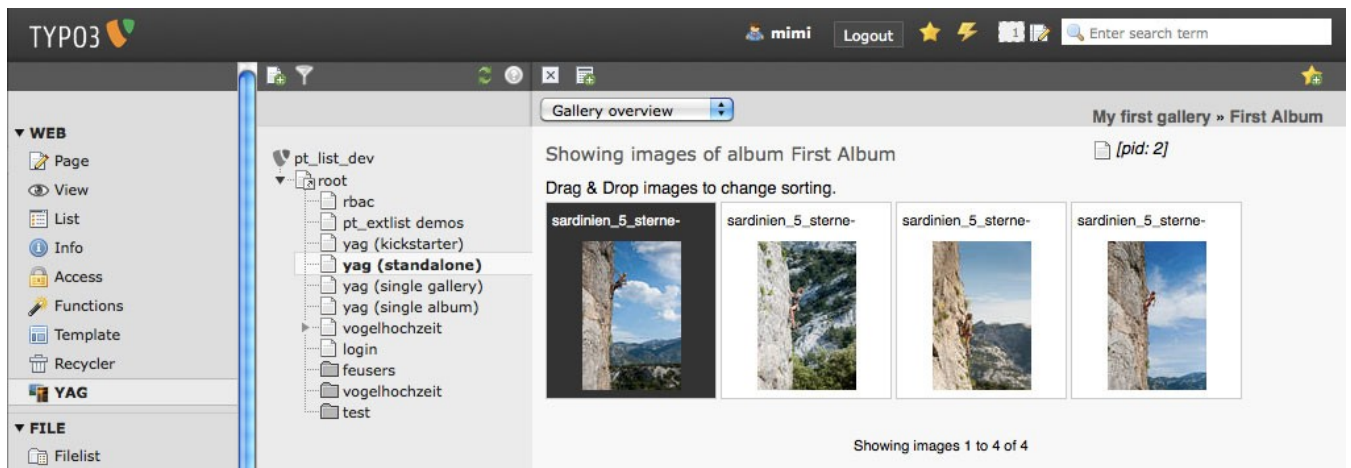 TYPO3
mimi
Logout
1
Enter search term
▼ WEB
Page
View
List
Info
Access
Functions
Template
Recycler
YAG
▼ FILE
Filelist
pt_list_dev
root
rbac
pt_extlist demos
yag (kickstarter)
yag (standalone)
yag (single gallery)
yag (single album)
vogelhochzeit
login
feusers
vogelhochzeit
test
Gallery overview
My first gallery » First Album
[pid: 2]
Showing images of album First Album
Drag & Drop images to change sorting.
sardinien_5_sterne- sardinien_5_sterne- sardinien_5_sterne- sardinien_5_sterne-
Showing images 1 to 4 of 4